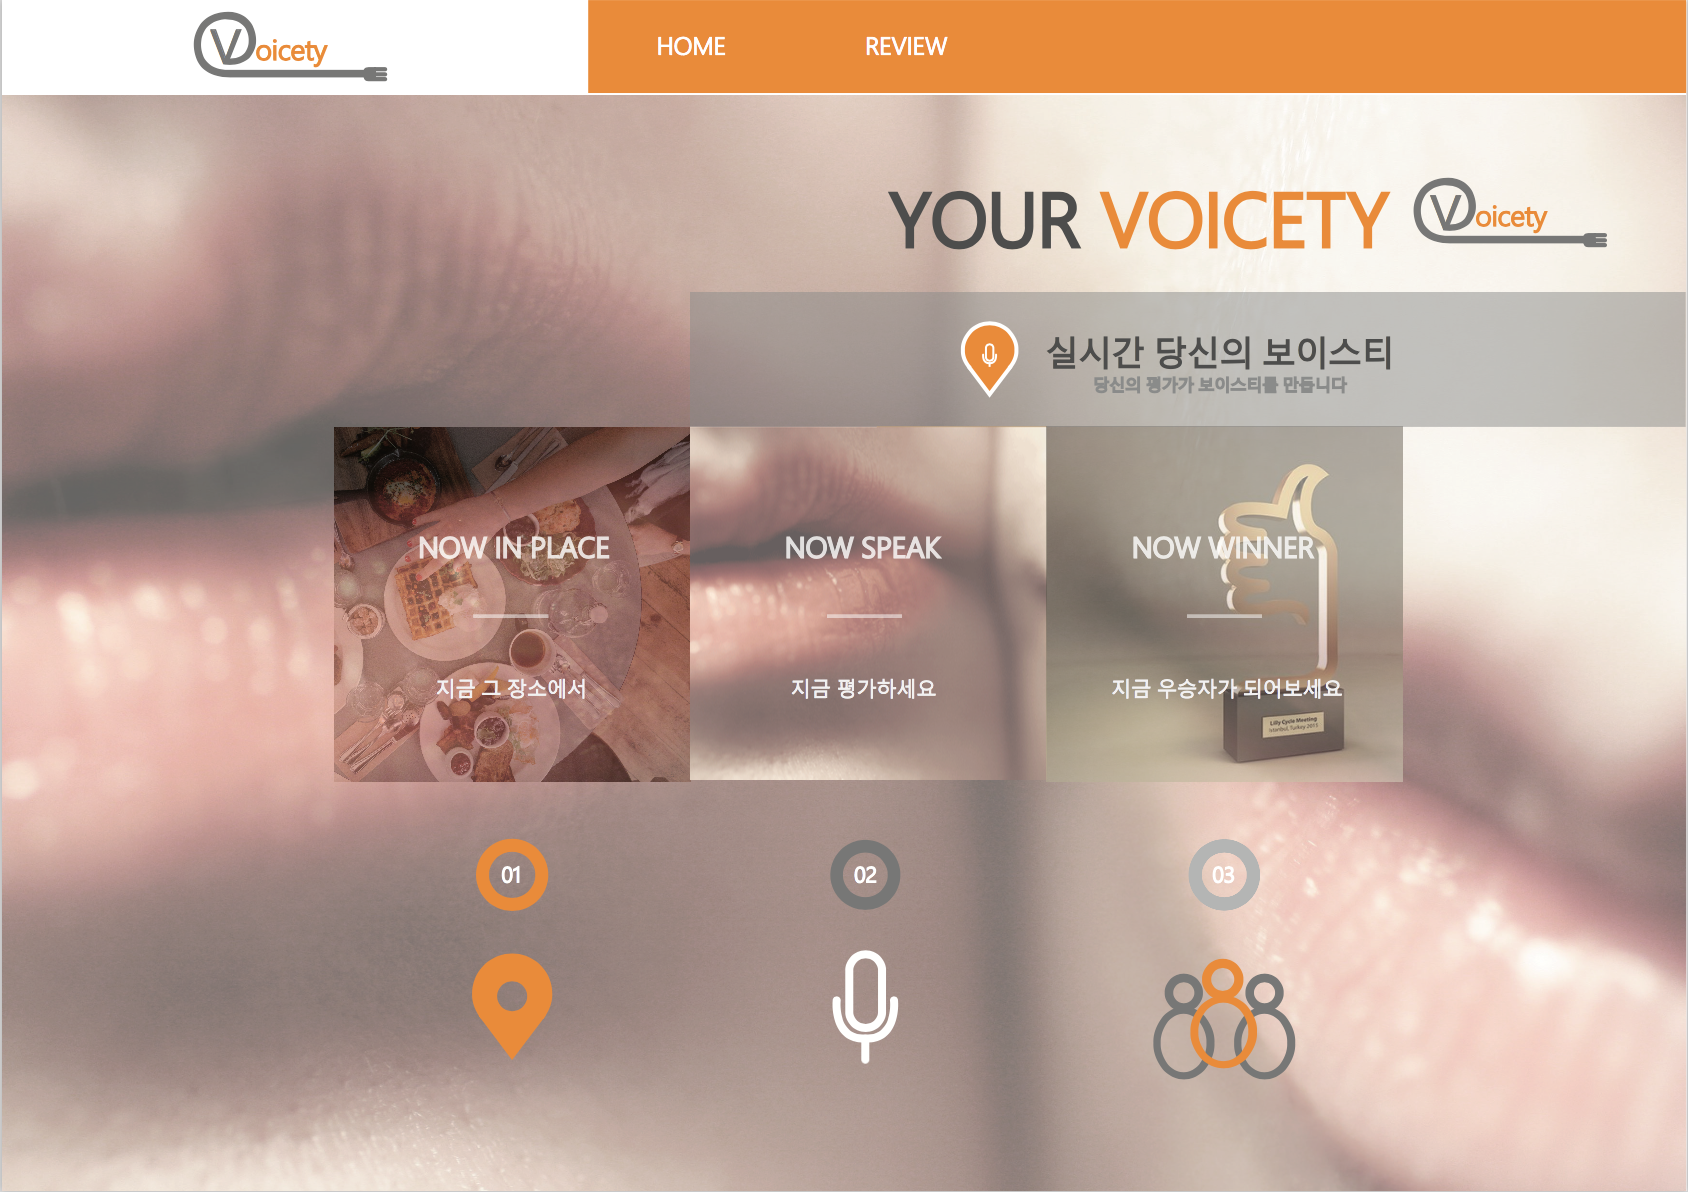 Voicety
HOME
REVIEW
YOUR VOICETY
Voicety
실시간 당신의 보이스티
당신의 평가가 보이스티를 만듭니다
NOW IN PLACE
NOW SPEAK
NOW WINNER
지금 그 장소에서
지금 평가하세요
지금 우승자가 되어보세요
Lilly Cycle Meeting
Istanbul, Turkey 2015
01
02
03